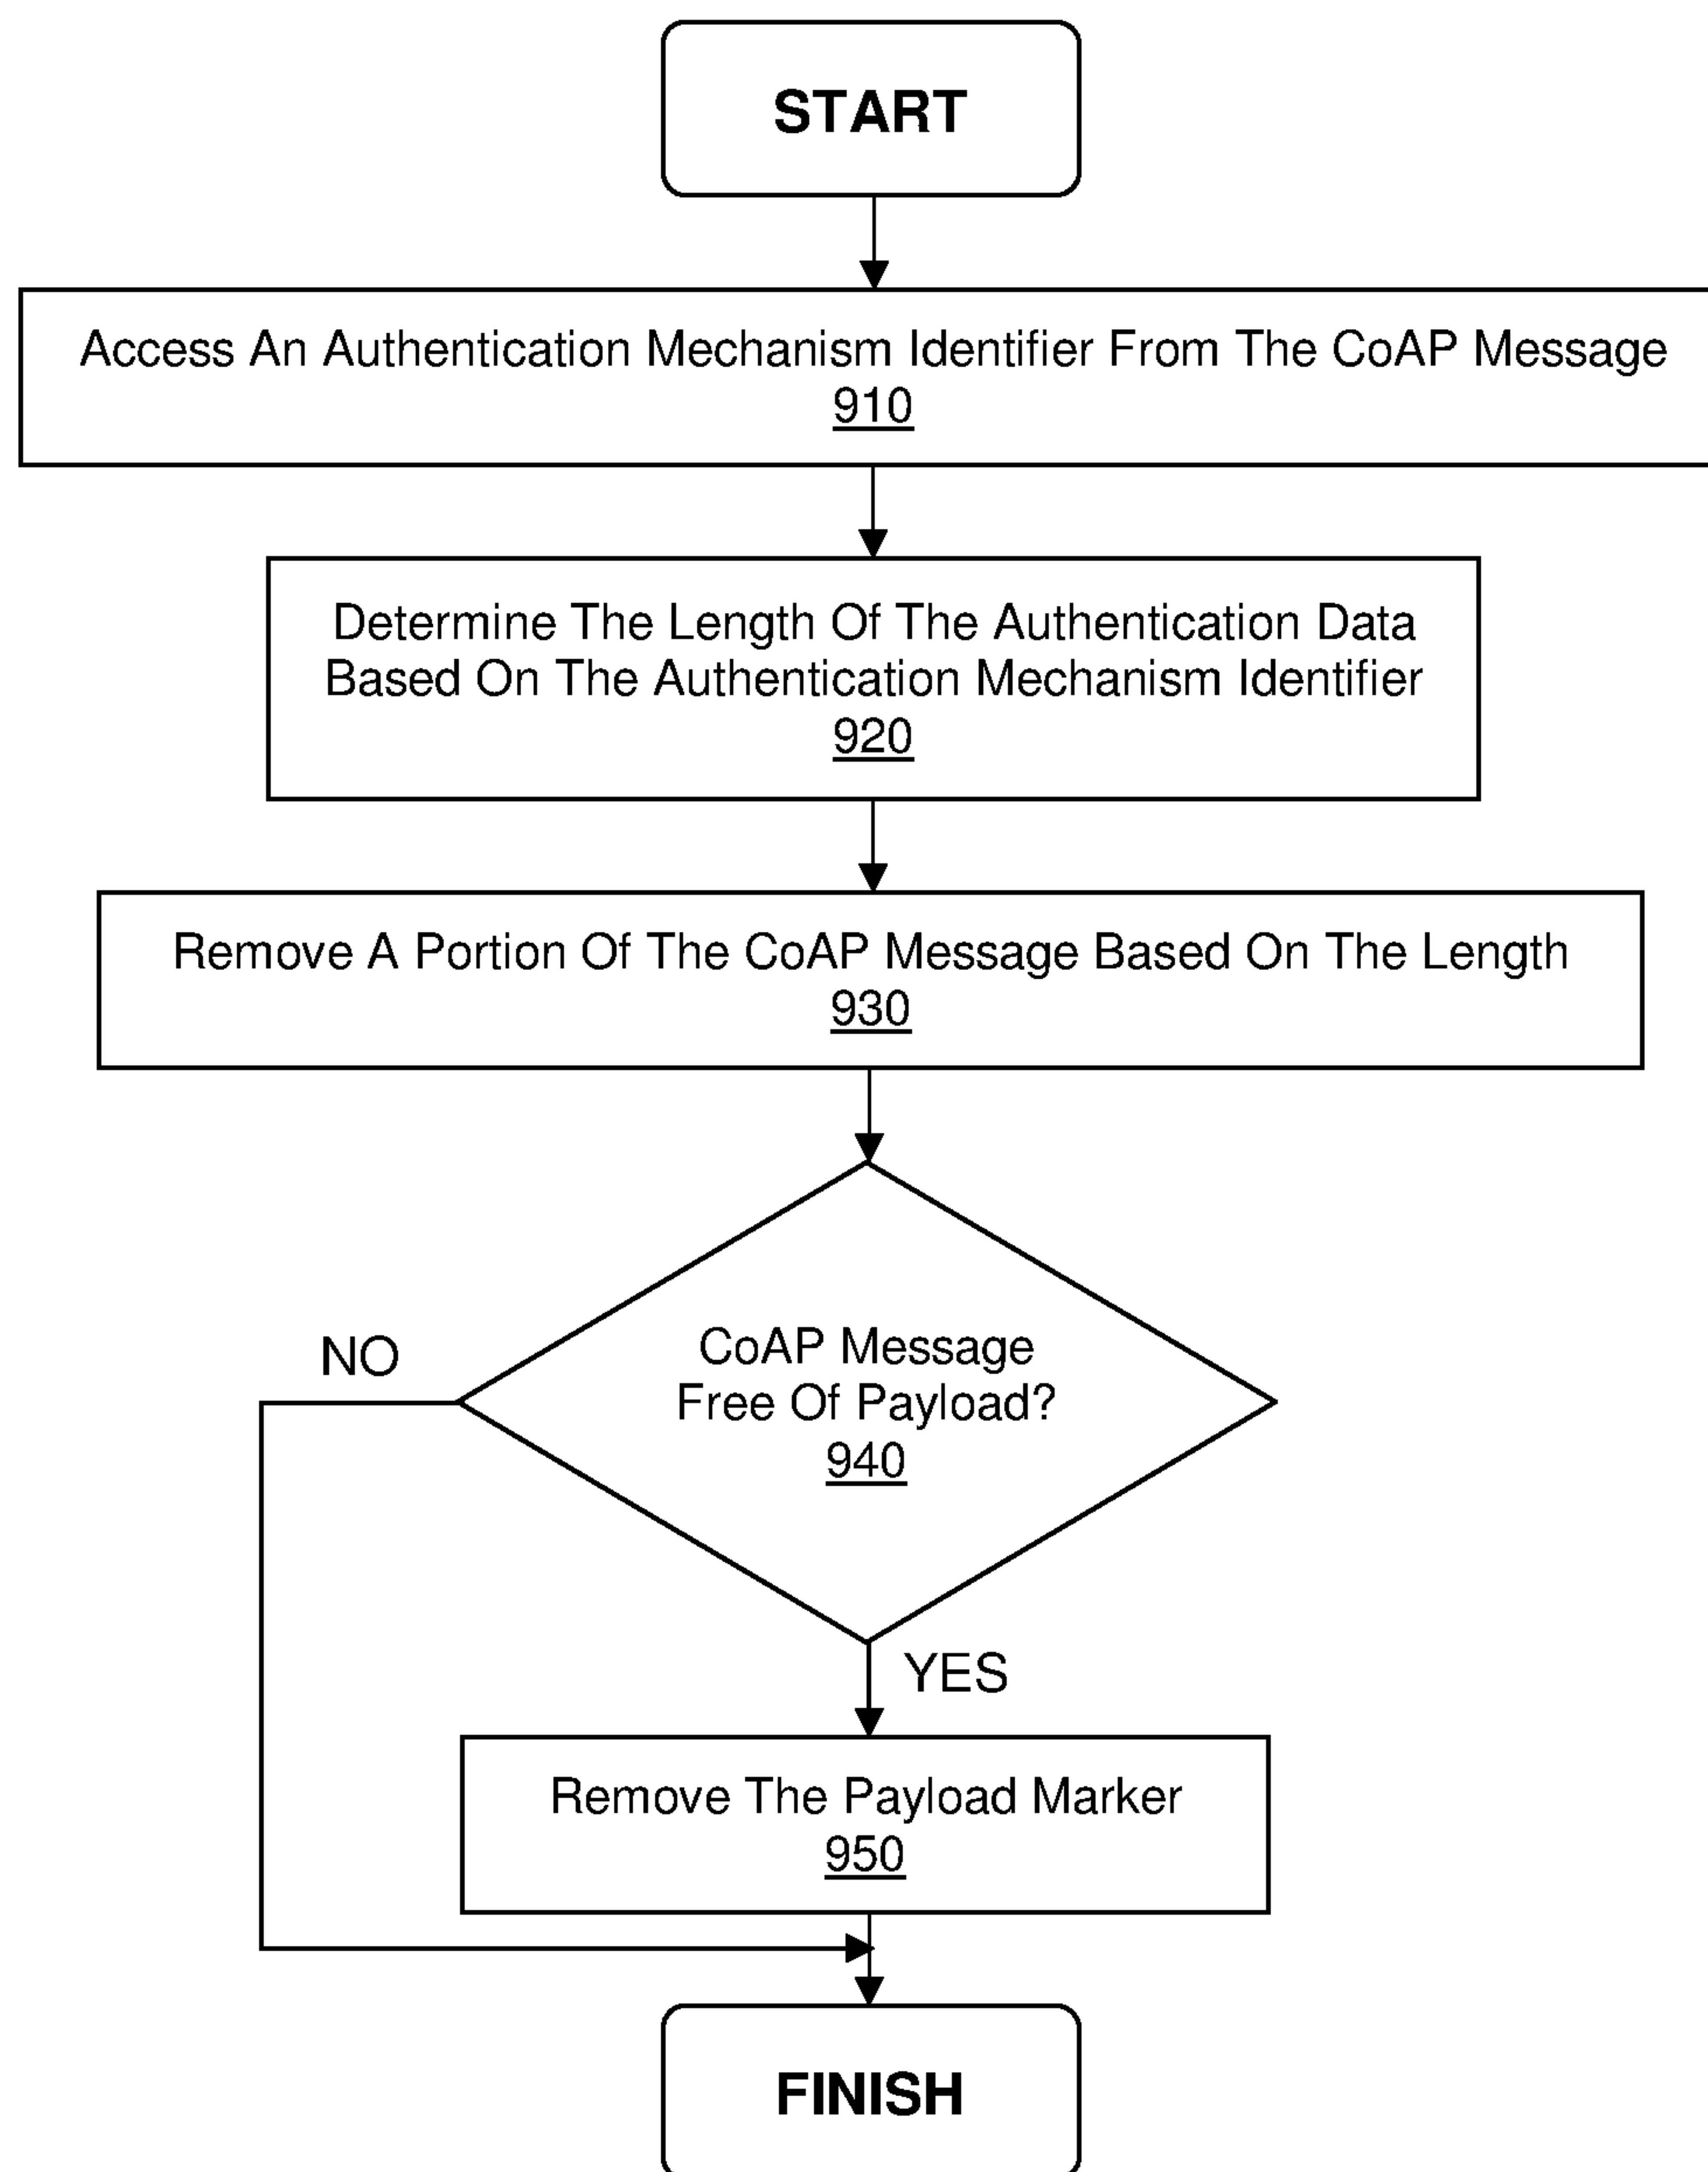 START
Access An Authentication Mechanism Identifier From The CoAP Message
910
Determine The Length Of The Authentication Data
Based On The Authentication Mechanism Identifier
920
Remove A Portion Of The CoAP Message Based On The Length
930
CoAP Message
Free Of Payload?
940
NO
YES
Remove The Payload Marker
950
FINISH